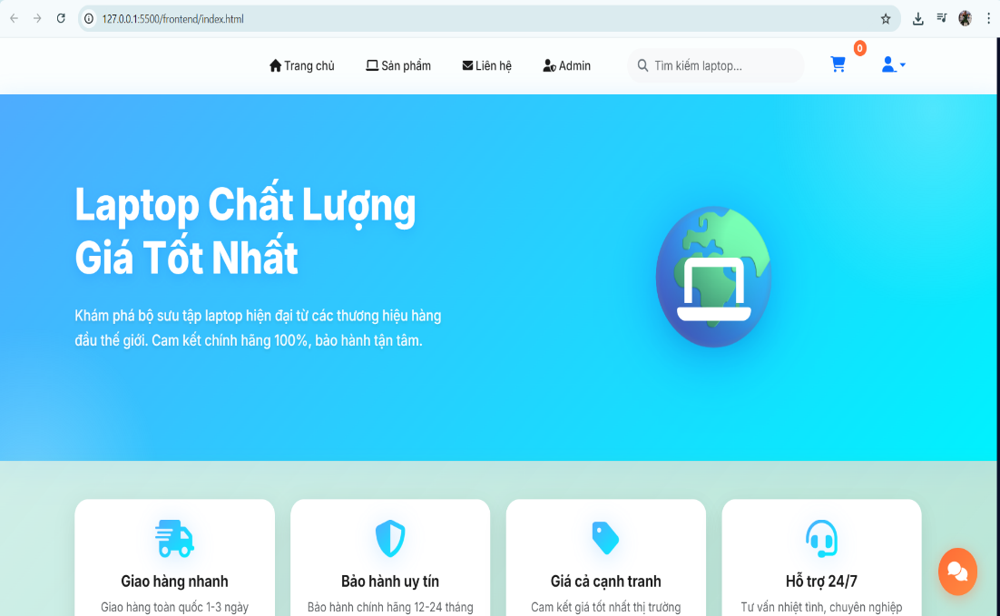 127.0.0.1:5500/frontend/index.html
Trang chủ
Sản phẩm
Liên hệ
Admin
Tìm kiếm laptop...
0
Laptop Chất Lượng
Giá Tốt Nhất
Khám phá bộ sưu tập laptop hiện đại từ các thương hiệu hàng
đầu thế giới. Cam kết chính hãng 100%, bảo hành tận tâm.
Giao hàng nhanh
Giao hàng toàn quốc 1-3 ngày
Bảo hành uy tín
Bảo hành chính hãng 12-24 tháng
Giá cả cạnh tranh
Cam kết giá tốt nhất thị trường
Hỗ trợ 24/7
Tư vấn nhiệt tình, chuyên nghiệp